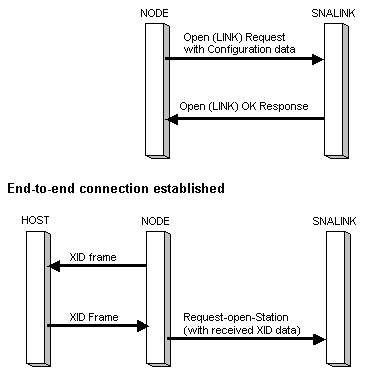 NODE SNALINK
Open (LINK) Request
with Configuration data
Open (LINK) OK Response
End-to-end connection established
HOST NODE SNALINK
XID frame
XID Frame
Request-open-Station
(with received XID data)